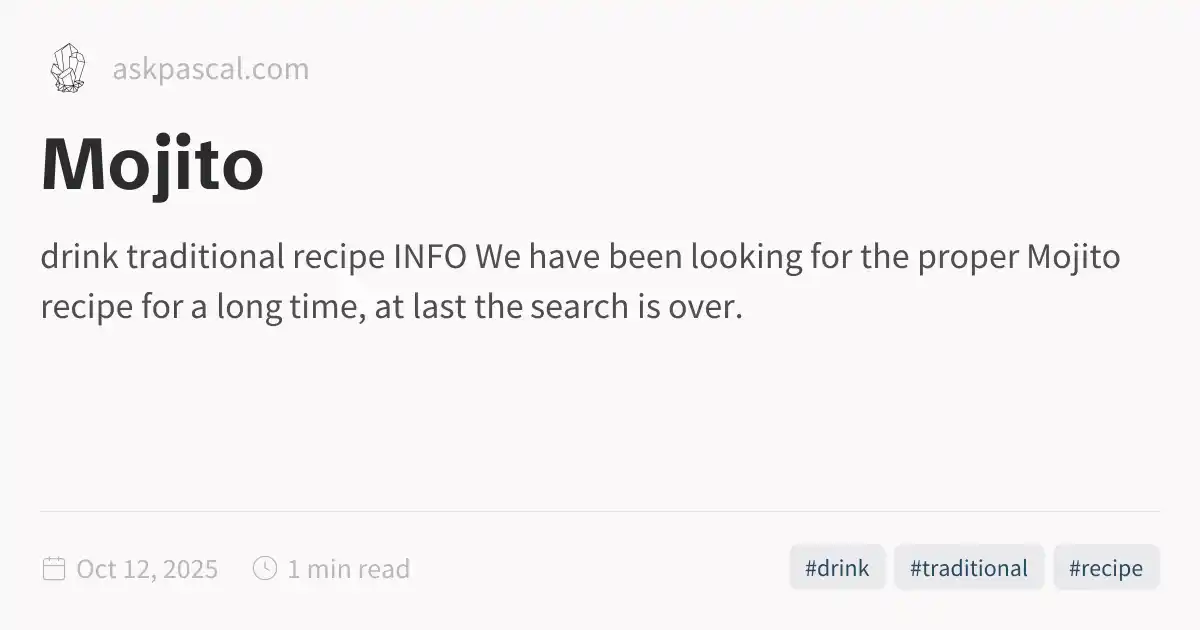 askpascal.com
Mojito
drink traditional recipe INFO We have been looking for the proper Mojito
recipe for a long time, at last the search is over.
Oct 12, 2025 1 min read #drink #traditional #recipe